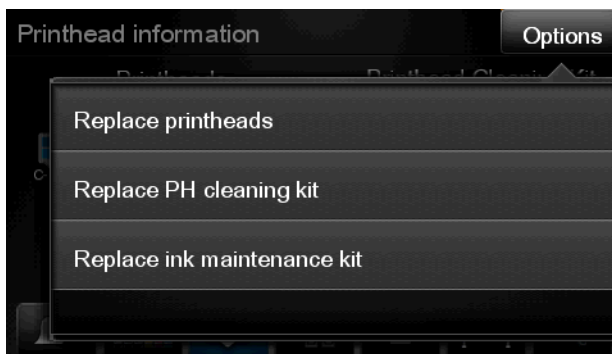 Printhead information
Options
Replace printheads
Replace PH cleaning kit
Replace ink maintenance kit